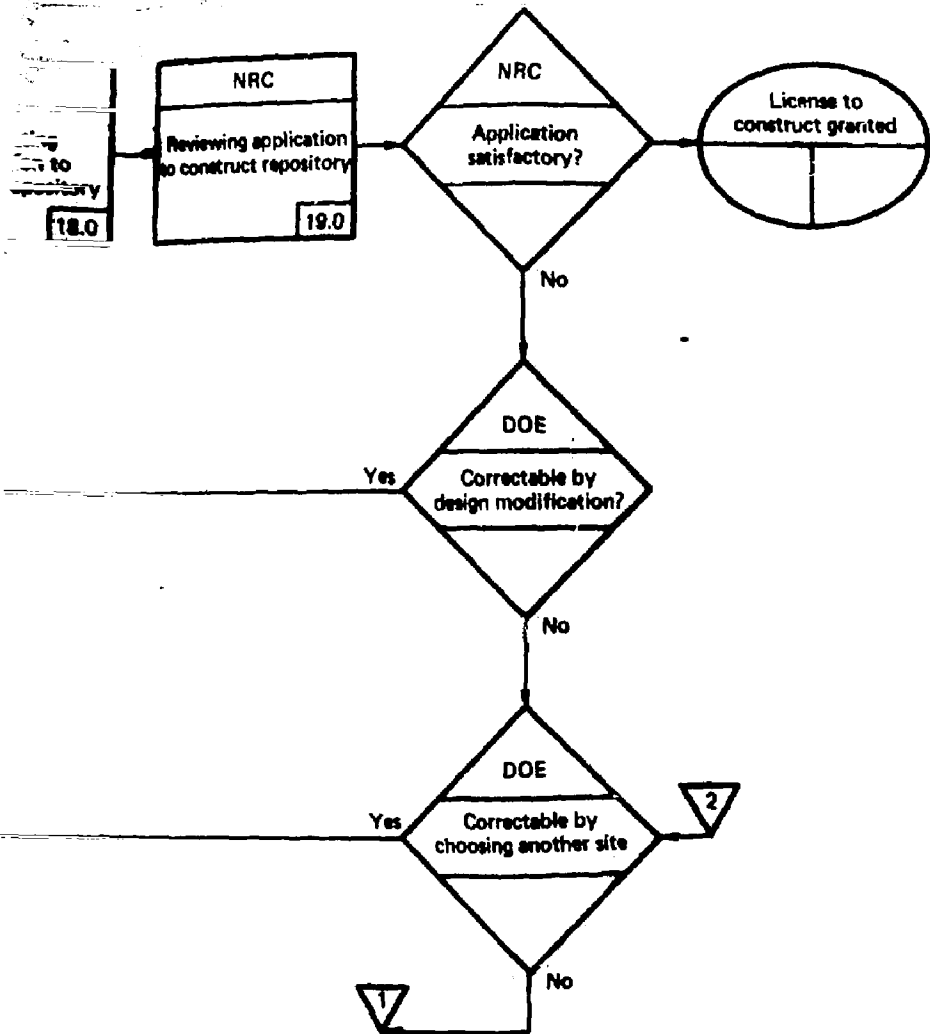 to
18.0
NRC
Reviewing application
to construct repository
19.0
NRC
Application
satisfactory?
License to
construct granted
No
DOE
Yes
Correctable by
design modification?
No
DOE
Yes
Correctable by
choosing another site
2
No
1